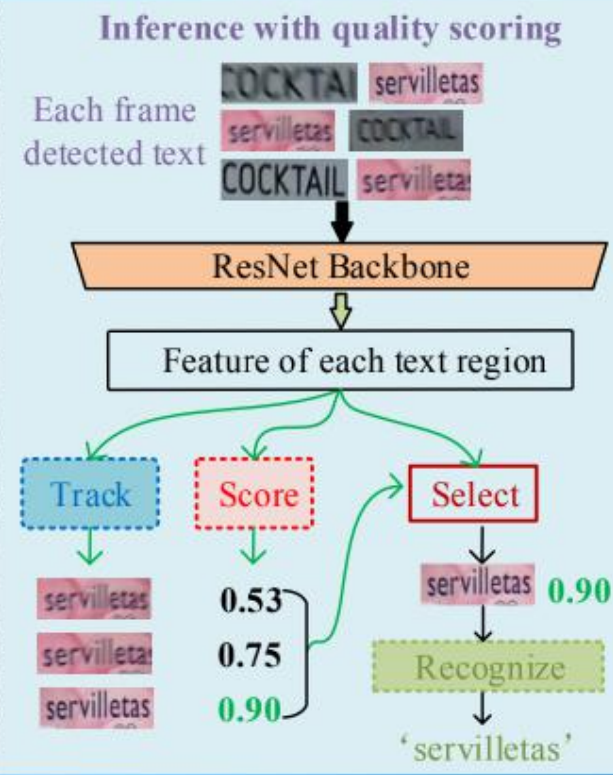 Inference with quality scoring
Each frame
detected text
COCKTAI servilletas
servilletas COCKTAIL
COCKTAIL servilletas
ResNet Backbone
Feature of each text region
Track Score Select
servilletas 0.53 servilletas 0.90
servilletas 0.75 Recognize
servilletas 0.90 'servilletas'